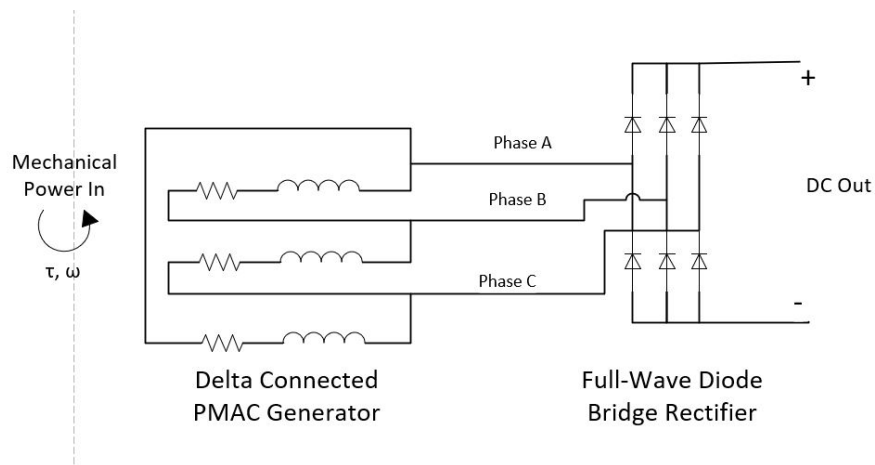 Mechanical
Power In
τ, ω
Phase A
Phase B
Phase C
Delta Connected
PMAC Generator
+
DC Out
-
Full-Wave Diode
Bridge Rectifier